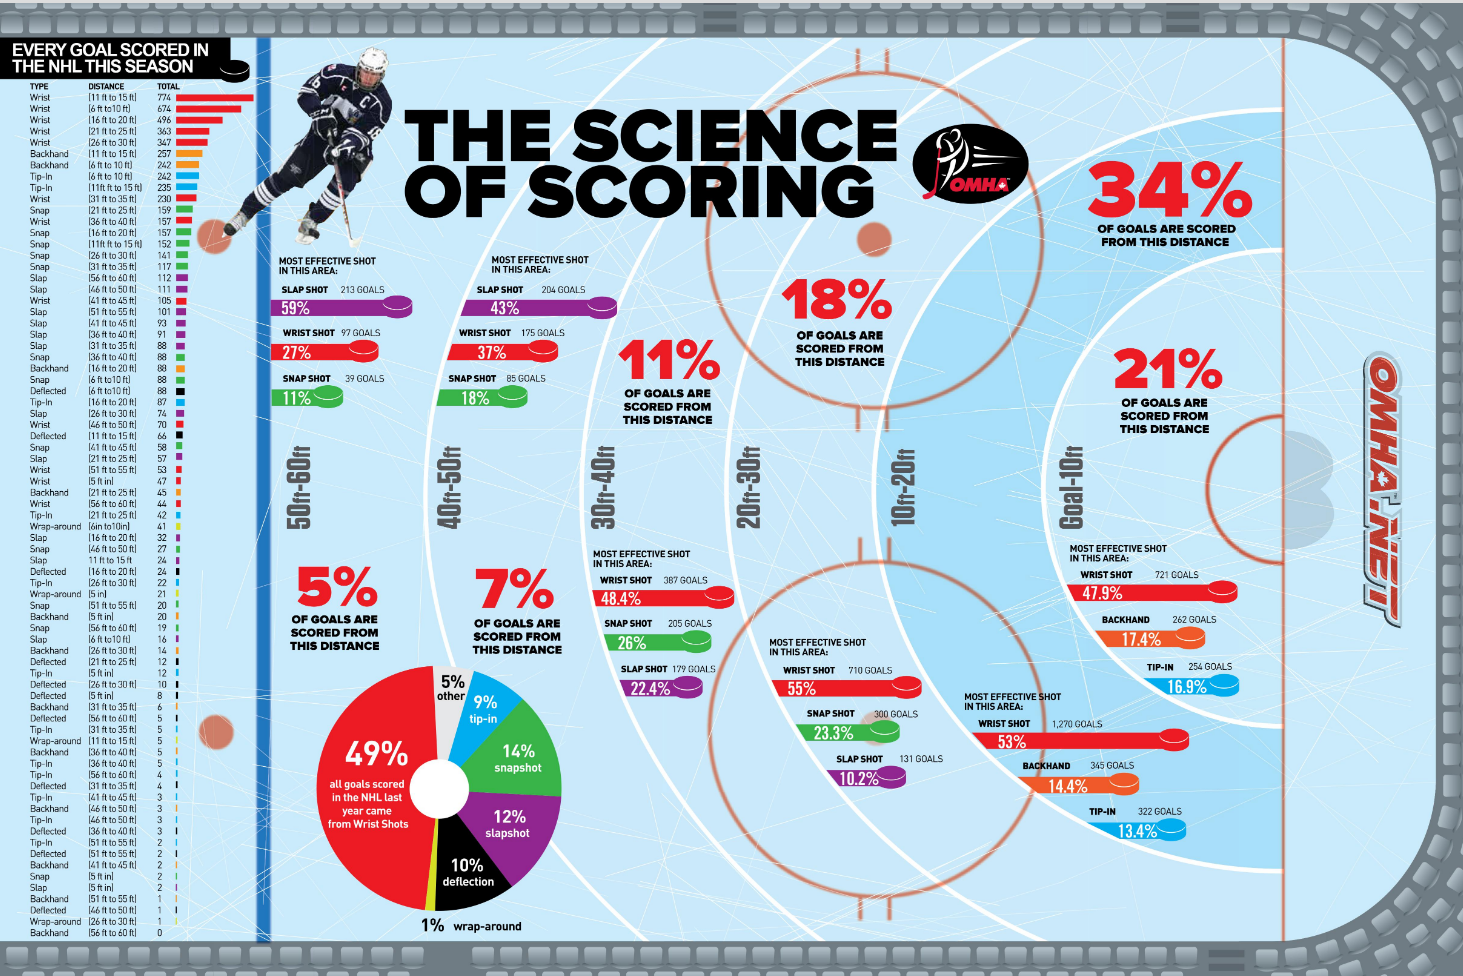 EVERY GOAL SCORED IN
THE NHL THIS SEASON
TYPE DISTANCE TOTAL
Wrist (11 ft to 15 ft) 774
Wrist (6 ft to10 ft) 674
Wrist (16 ft to 20 ft) 496
Wrist (21 ft to 25 ft) 363
Wrist (26 ft to 30 ft) 347
Backhand (11 ft to 15 ft) 257
Backhand (6 ft to 10 ft) 242
Tip-In (6 ft to 10 ft) 242
Tip-In (11ft ft to 15 ft) 235
Wrist (31 ft to 35 ft) 230
Snap (21 ft to 25 ft) 159
Wrist (36 ft to 40 ft) 157
Snap (16 ft to 20 ft) 157
Snap (11ft ft to 15 ft) 152
Snap (26 ft to 30 ft) 141
Snap (31 ft to 35 ft) 117
Slap (56 ft to 60 ft) 112
Slap (46 ft to 50 ft) 111
Wrist (41 ft to 45 ft) 105
Slap (51 ft to 55 ft) 101
Slap (41 ft to 45 ft) 93
Slap (36 ft to 40 ft) 91
Slap (31 ft to 35 ft) 88
Snap (36 ft to 40 ft) 88
Backhand (16 ft to 20 ft) 88
Snap (6 ft to10 ft) 88
Deflected (6 ft to10 ft) 88
Tip-In (16 ft to 20 ft) 87
Slap (26 ft to 30 ft) 74
Wrist (46 ft to 50 ft) 70
Deflected (11 ft to 15 ft) 66
Snap (41 ft to 45 ft) 58
Slap (21 ft to 25 ft) 57
Wrist (51 ft to 55 ft) 53
Wrist (5 ft in) 47
Backhand (21 ft to 25 ft) 45
Wrist (56 ft to 60 ft) 44
Tip-In (21 ft to 25 ft) 42
Wrap-around (6in to10in) 41
Slap (16 ft to 20 ft) 32
Snap (46 ft to 50 ft) 27
Slap 11 ft to 15 ft 24
Deflected (16 ft to 20 ft) 24
Tip-In (26 ft to 30 ft) 22
Wrap-around (5 in) 21
Snap (51 ft to 55 ft) 20
Backhand (5 ft in) 20
Snap (56 ft to 60 ft) 19
Slap (6 ft to10 ft) 16
Backhand (26 ft to 30 ft) 14
Deflected (21 ft to 25 ft) 12
Tip-In (5 ft in) 12
Deflected (26 ft to 30 ft) 10
Deflected (5 ft in) 8
Backhand (31 ft to 35 ft) 6
Deflected (56 ft to 60 ft) 5
Tip-In (31 ft to 35 ft) 5
Wrap-around (11 ft to 15 ft) 5
Backhand (36 ft to 40 ft) 5
Tip-In (36 ft to 40 ft) 5
Tip-In (56 ft to 60 ft) 4
Deflected (31 ft to 35 ft) 4
Tip-In (41 ft to 45 ft) 3
Backhand (46 ft to 50 ft) 3
Tip-In (46 ft to 50 ft) 3
Deflected (36 ft to 40 ft) 3
Tip-In (51 ft to 55 ft) 2
Deflected (51 ft to 55 ft) 2
Backhand (41 ft to 45 ft) 2
Snap (5 ft in) 2
Slap (5 ft in) 2
Backhand (51 ft to 55 ft) 1
Deflected (46 ft to 50 ft) 1
Wrap-around (26 ft to 30 ft) 1
Backhand (56 ft to 60 ft) 0
THE SCIENCE
OF SCORING
OMHA
MOST EFFECTIVE SHOT
IN THIS AREA:
SLAP SHOT 213 GOALS
59%
WRIST SHOT 97 GOALS
27%
SNAP SHOT 39 GOALS
11%
50ft-60ft
5%
OF GOALS ARE
SCORED FROM
THIS DISTANCE
MOST EFFECTIVE SHOT
IN THIS AREA:
SLAP SHOT 204 GOALS
43%
WRIST SHOT 175 GOALS
37%
SNAP SHOT 85 GOALS
18%
40ft-50ft
7%
OF GOALS ARE
SCORED FROM
THIS DISTANCE
11%
OF GOALS ARE
SCORED FROM
THIS DISTANCE
30ft-40ft
MOST EFFECTIVE SHOT
IN THIS AREA:
WRIST SHOT 387 GOALS
48.4%
SNAP SHOT 205 GOALS
26%
SLAP SHOT 179 GOALS
22.4%
18%
OF GOALS ARE
SCORED FROM
THIS DISTANCE
20ft-30ft
MOST EFFECTIVE SHOT
IN THIS AREA:
WRIST SHOT 710 GOALS
55%
SNAP SHOT 300 GOALS
23.3%
SLAP SHOT 131 GOALS
10.2%
34%
OF GOALS ARE SCORED
FROM THIS DISTANCE
10ft-20ft
MOST EFFECTIVE SHOT
IN THIS AREA:
WRIST SHOT 1,270 GOALS
53%
BACKHAND 345 GOALS
14.4%
TIP-IN 322 GOALS
13.4%
21%
OF GOALS ARE
SCORED FROM
THIS DISTANCE
Goal-10ft
MOST EFFECTIVE SHOT
IN THIS AREA:
WRIST SHOT 721 GOALS
47.9%
BACKHAND 262 GOALS
17.4%
TIP-IN 254 GOALS
16.9%
OMHA.NET
5%
other
9%
tip-in
14%
snapshot
12%
slapshot
10%
deflection
1% wrap-around
49%
all goals scored
in the NHL last
year came
from Wrist Shots